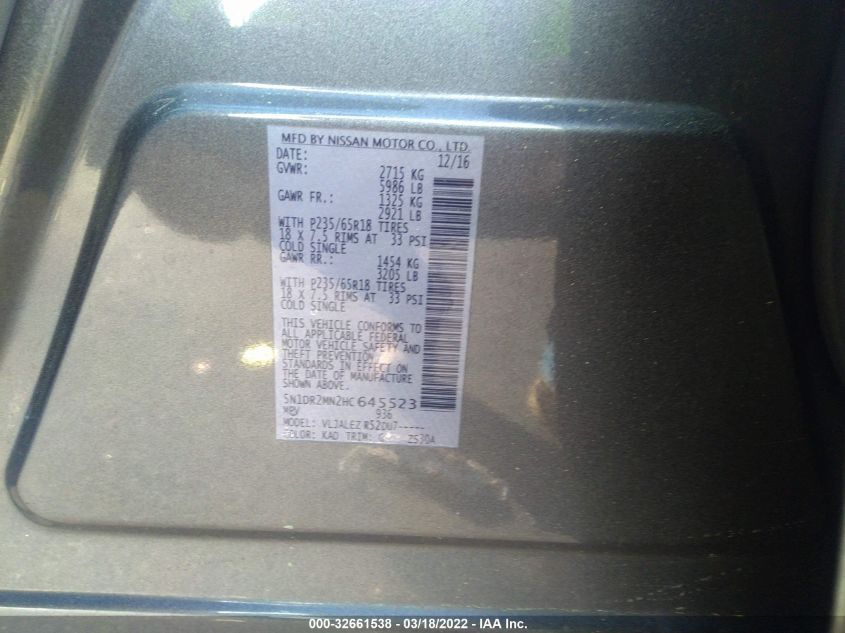 MFD BY NISSAN MOTOR CO., LTD.
DATE: 12/16
GVWR: 2715 KG
5986 LB
GAWR FR.: 1325 KG
2921 LB
WITH P235/65R18 TIRES
18 X 7.5 RIMS AT 33 PSI
COLD SINGLE
GAWR RR.: 1454 KG
3205 LB
WITH P235/65R18 TIRES
18 X 7.5 RIMS AT 33 PSI
COLD SINGLE
THIS VEHICLE CONFORMS TO
ALL APPLICABLE FEDERAL
MOTOR VEHICLE SAFETY AND
THEFT PREVENTION
STANDARDS IN EFFECT ON
THE DATE OF MANUFACTURE
SHOWN ABOVE.
5N1DR2MN2HC645523
MPV 936
MODEL: VLJALEZ R52DU7-----
COLOR: KAD TRIM:
000-32661538 - 03/18/2022 - IAA Inc.